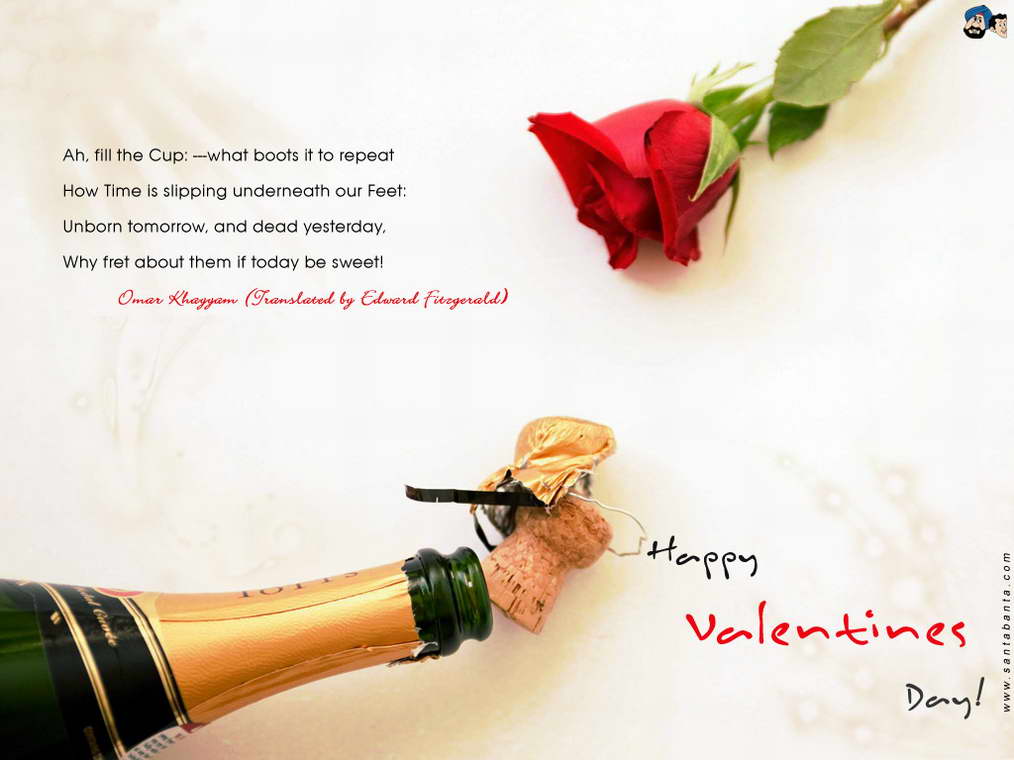 Ah, fill the Cup: ---what boots it to repeat
How Time is slipping underneath our Feet:
Unborn tomorrow, and dead yesterday,
Why fret about them if today be sweet!
Omar Khayyam (Translated by Edward Fitzgerald)
Happy
Valentines
Day!
www.santabanta.com